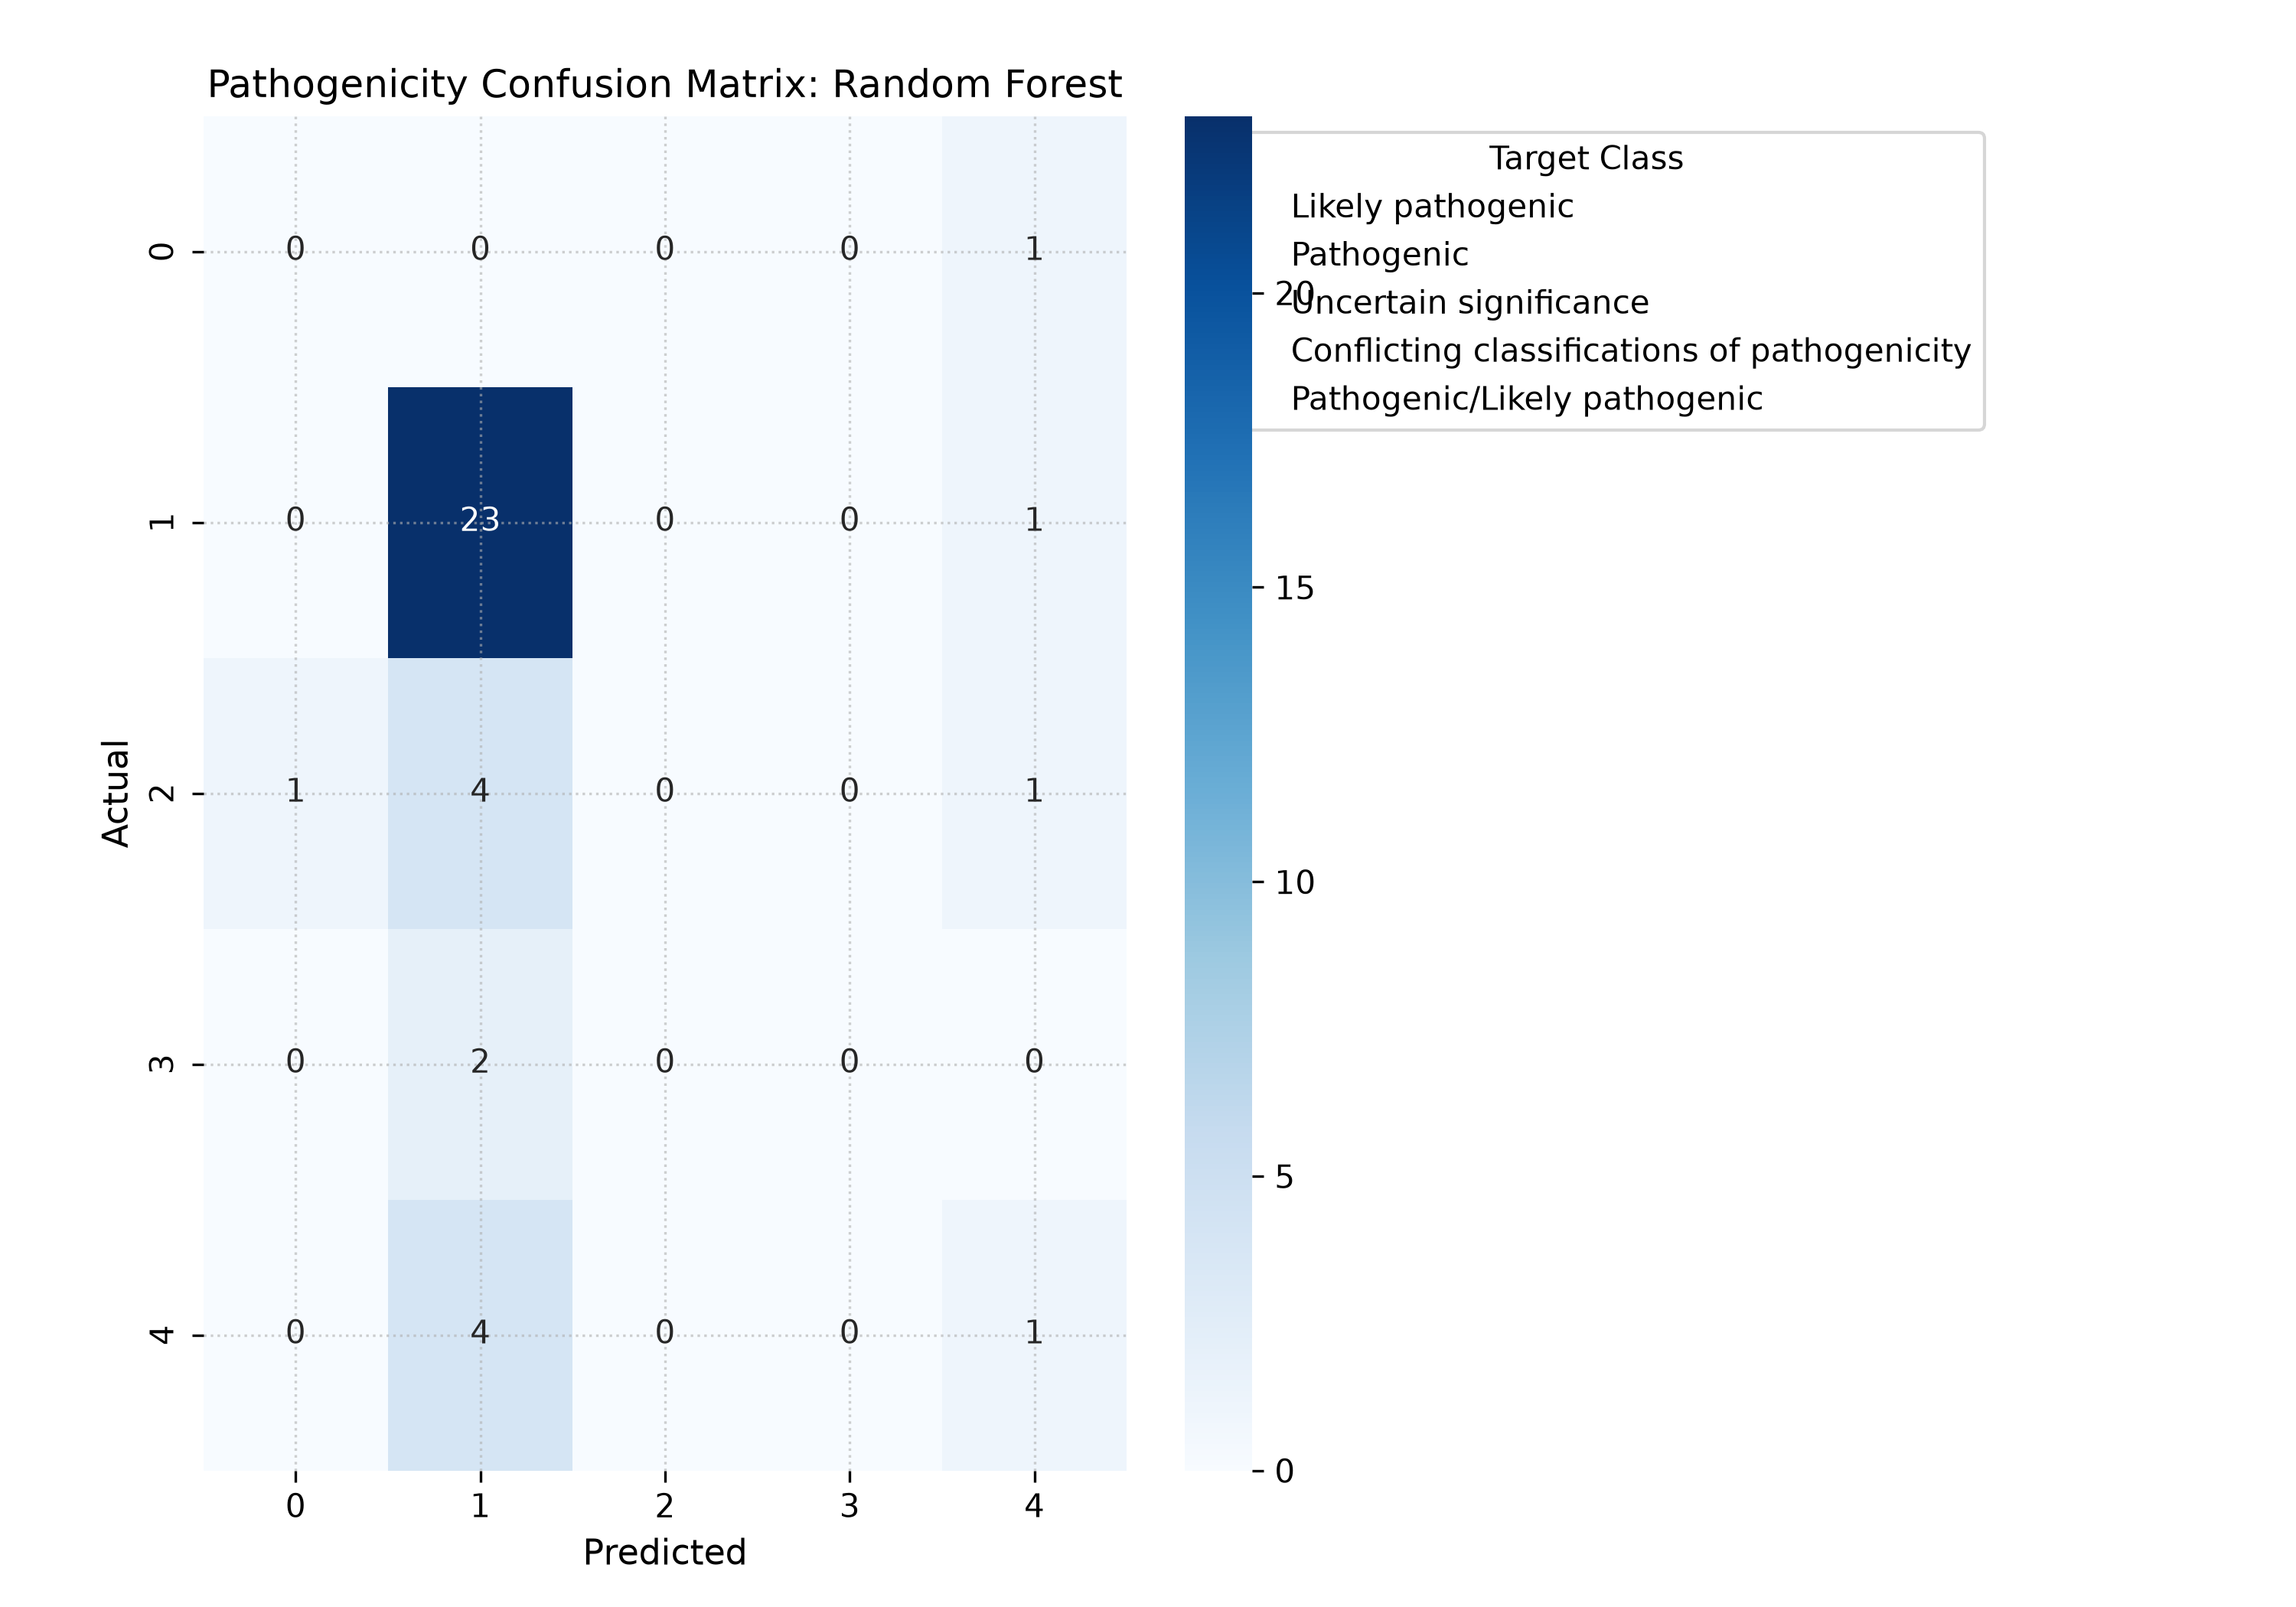 Pathogenicity Confusion Matrix: Random Forest
Target Class
Likely pathogenic
Pathogenic
Uncertain significance
Conflicting classifications of pathogenicity
Pathogenic/Likely pathogenic
0 0 0 0 0 1
1 0 23 0 0 1
2 1 4 0 0 1
3 0 2 0 0 0
4 0 4 0 0 1
0 1 2 3 4
Predicted
Actual
20
15
10
5
0